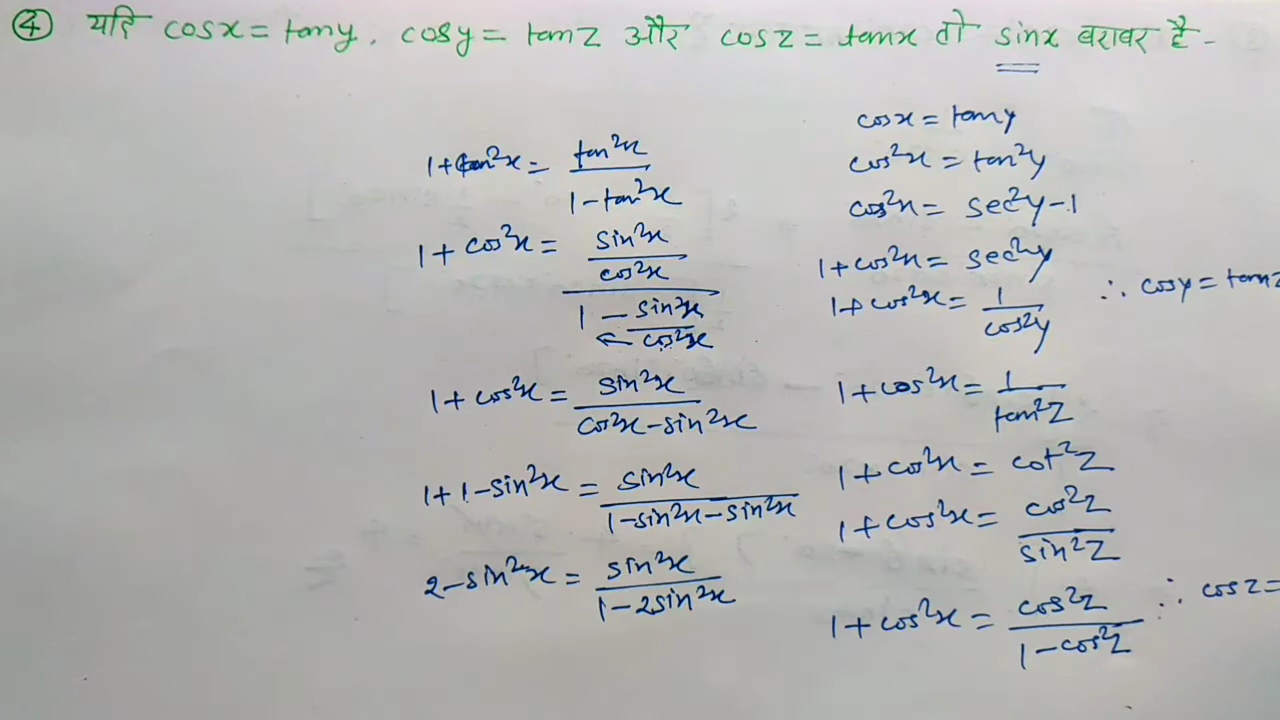 ④ यदि cosx = tany, cosy = tanz और cosz = tanx तो sinx बराबर है-
cosx = tany
cos²x = tan²y
cos²x = sec²y-1
1+cos²x = sec²y
1+cos²x = 1/cos²y ∴ cosy = tanz
1+cos²x = 1/tan²z
1+cos²x = cot²z
1+cos²x = cos²z/sin²z
1+cos²x = cos²z/1-cos²z ∴ cosz =
1+tan²x = tan²x/1-tan²x
1+cos²x = sin²x/cos²x / 1 - sin²x/cos²x
1+cos²x = sin²x/cos²x-sin²x
1+1-sin²x = sin²x/1-sin²x-sin²x
2-sin²x = sin²x/1-2sin²x